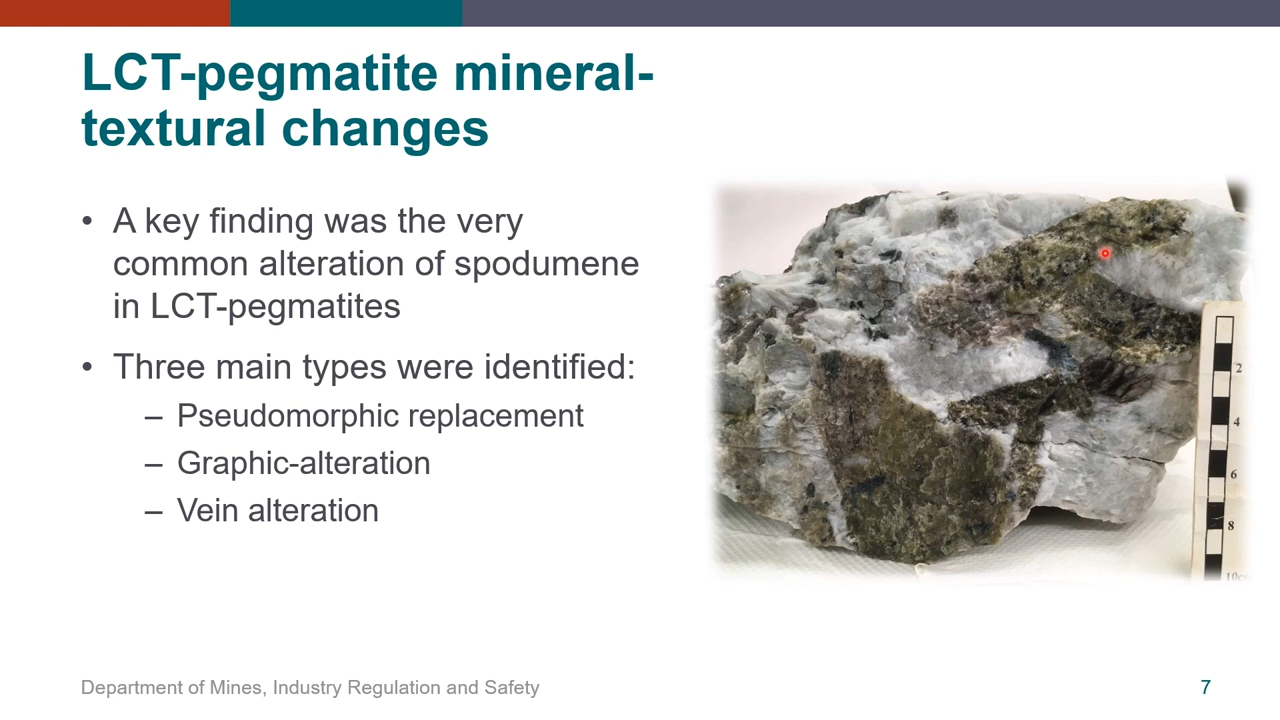 LCT-pegmatite mineral-
textural changes
• A key finding was the very
common alteration of spodumene
in LCT-pegmatites
• Three main types were identified:
– Pseudomorphic replacement
– Graphic-alteration
– Vein alteration
2
4
6
8
10cm
Department of Mines, Industry Regulation and Safety
7